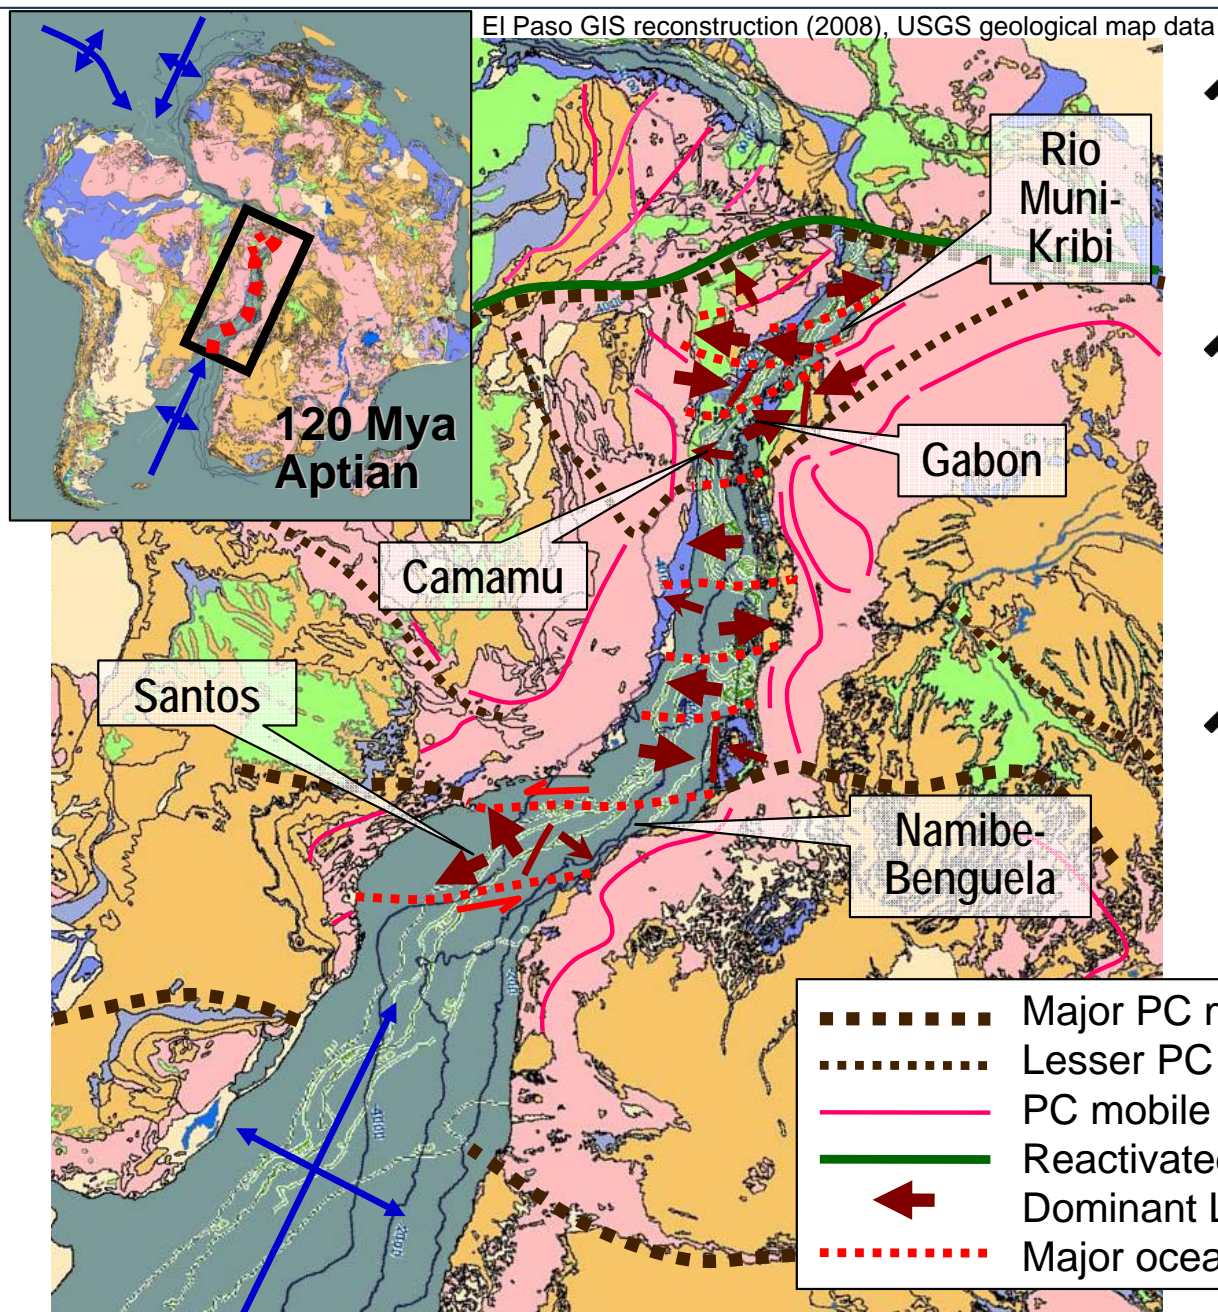 El Paso GIS reconstruction (2008), USGS geological map data
120 Mya
Aptian
Rio
Muni-
Kribi
Gabon
Camamu
Santos
Namibe-
Benguela
Major PC
Lesser PC
PC mobile
Reactivated
Dominant L
Major ocea